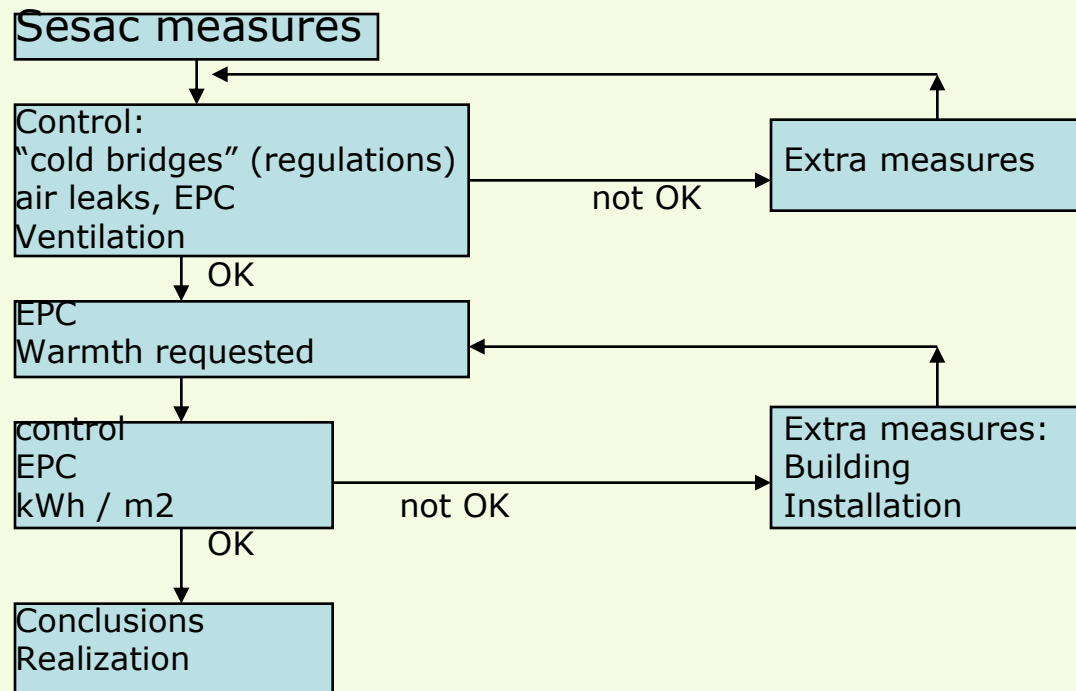 Sesac measures
Control:
“cold bridges” (regulations)
air leaks, EPC
Ventilation
not OK
Extra measures
OK
EPC
Warmth requested
control
EPC
kWh / m2
not OK
Extra measures:
Building
Installation
OK
Conclusions
Realization